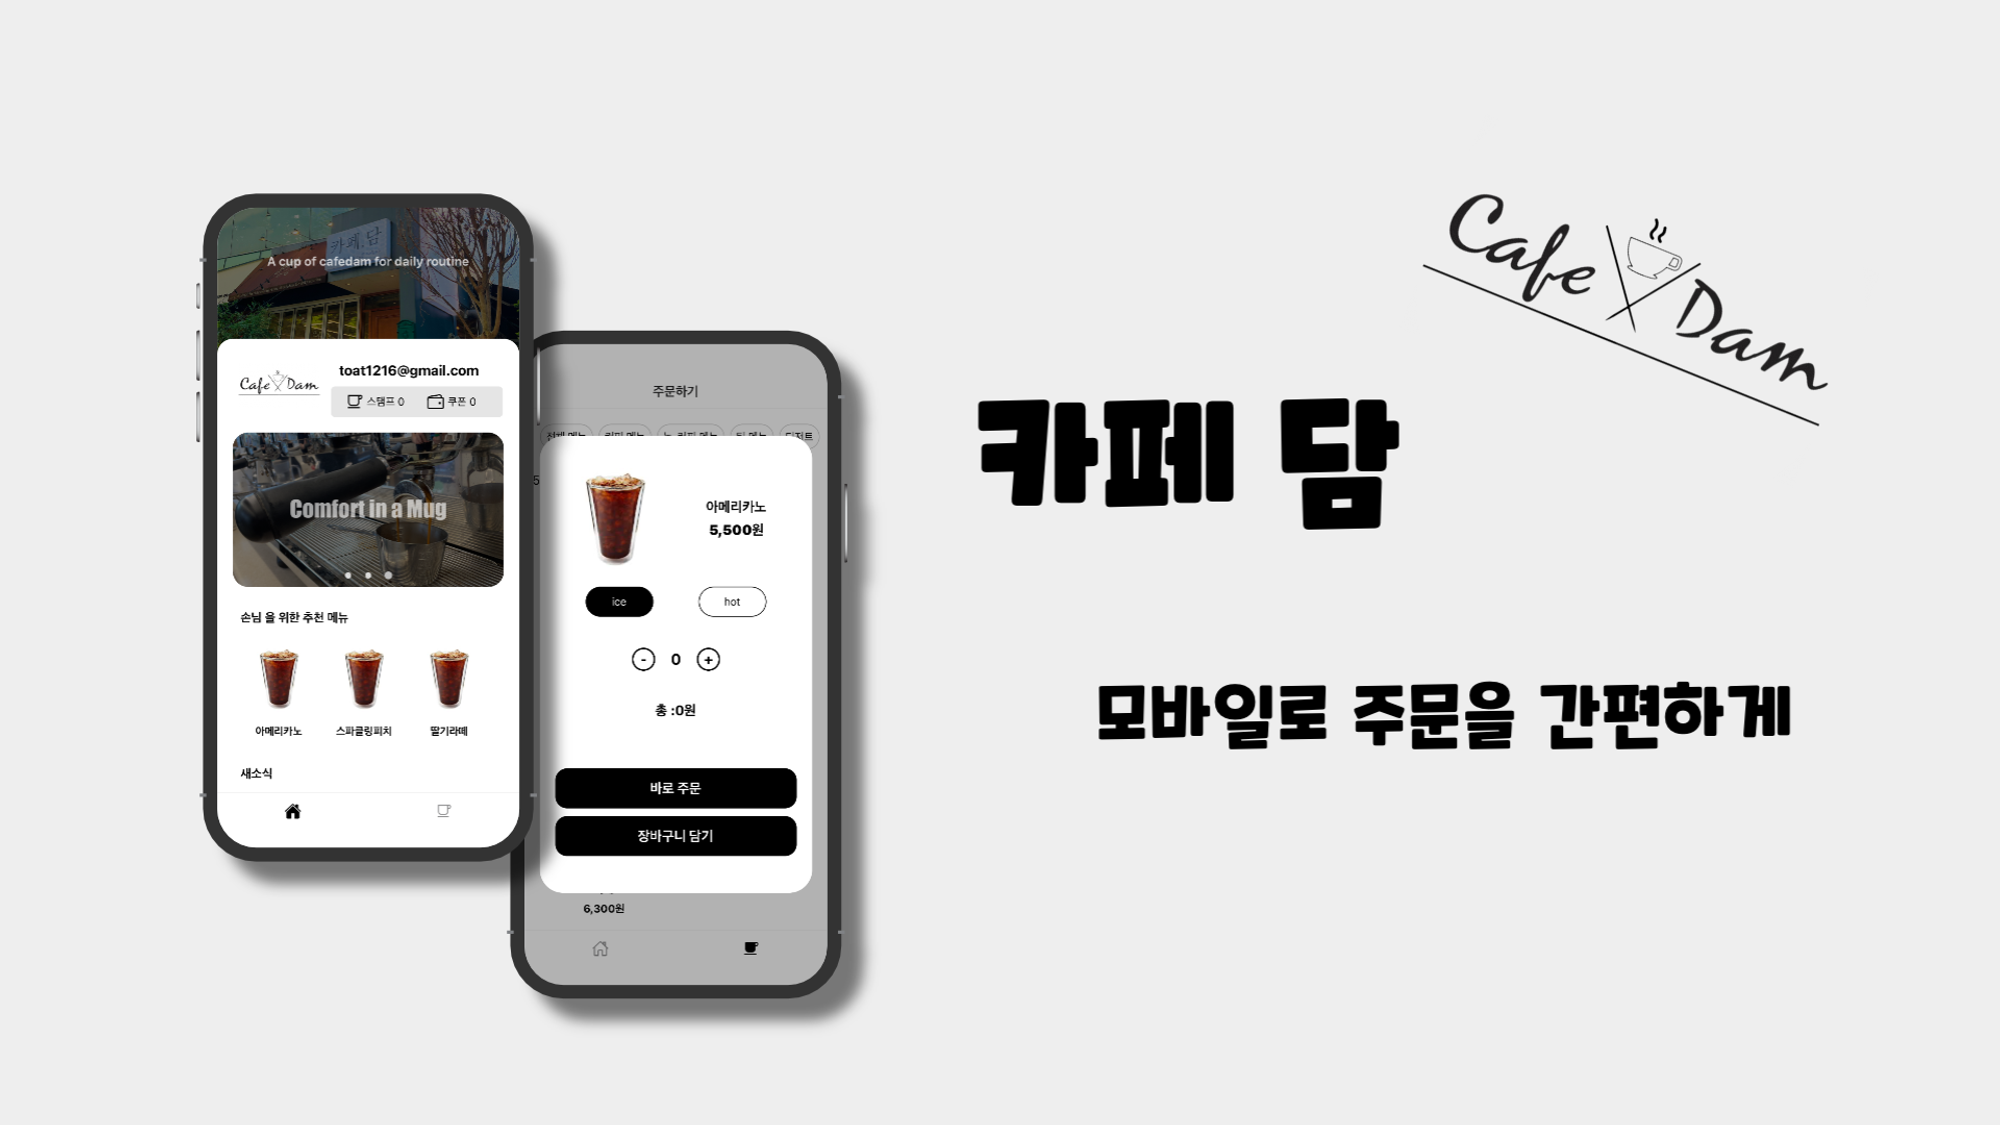 카페 담
A cup of cafedam for daily routine
Cafe Dam
toat1216@gmail.com
스탬프 0 쿠폰 0
Comfort in a Mug
손님 을 위한 추천 메뉴
아메리카노 스파클링피치 딸기라떼
새소식
주문하기
5
아메리카노
5,500원
ice hot
- 0 +
총 :0원
바로 주문
장바구니 담기
6,300원
Cafe Dam
카페 담
모바일로 주문을 간편하게